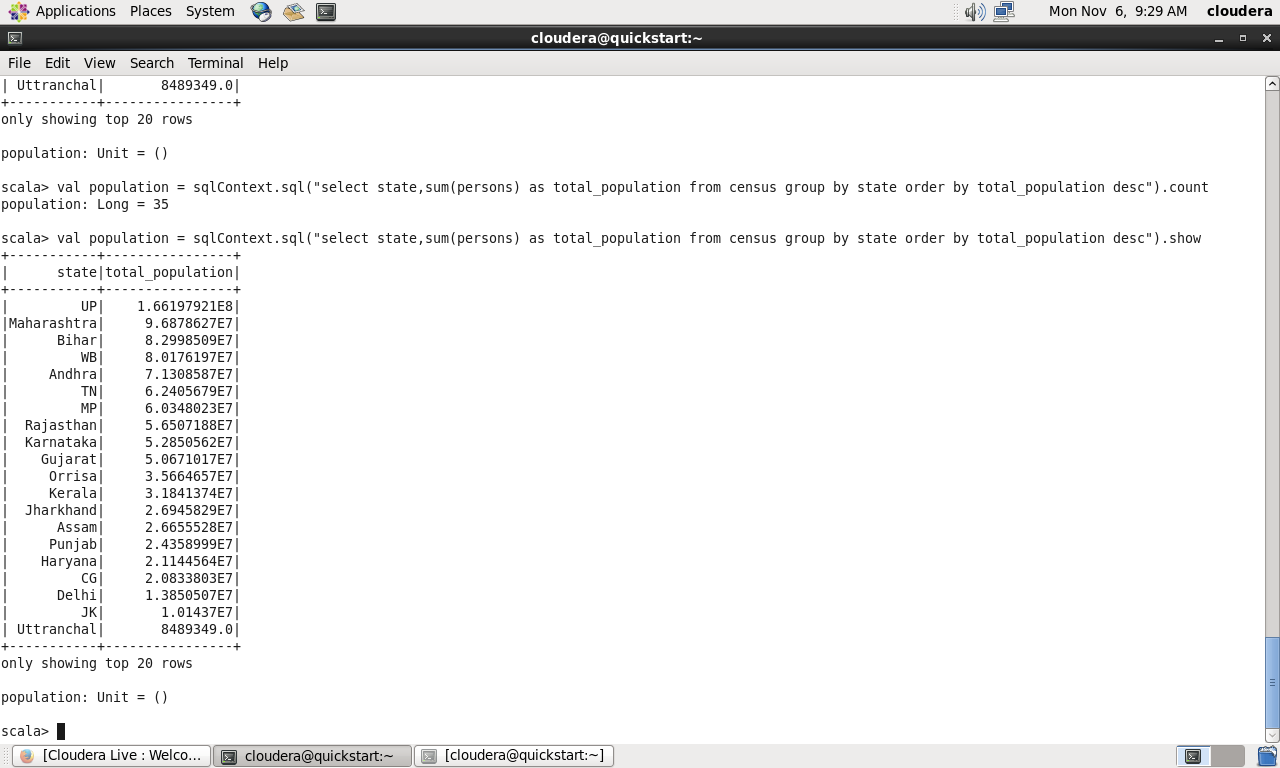 Applications Places System Mon Nov 6, 9:29 AM cloudera
cloudera@quickstart:~
File Edit View Search Terminal Help
| Uttranchal|       8489349.0|
+-----------+----------------+
only showing top 20 rows
population: Unit = ()
scala> val population = sqlContext.sql("select state,sum(persons) as total_population from census group by state order by total_population desc").count
population: Long = 35
scala> val population = sqlContext.sql("select state,sum(persons) as total_population from census group by state order by total_population desc").show
+-----------+----------------+
|      state|total_population|
+-----------+----------------+
|         UP|    1.66197921E8|
|Maharashtra|     9.6878627E7|
|      Bihar|     8.2998509E7|
|         WB|     8.0176197E7|
|     Andhra|     7.1308587E7|
|         TN|     6.2405679E7|
|         MP|     6.0348023E7|
|  Rajasthan|     5.6507188E7|
|  Karnataka|     5.2850562E7|
|    Gujarat|     5.0671017E7|
|     Orrisa|     3.5664657E7|
|     Kerala|     3.1841374E7|
|  Jharkhand|     2.6945829E7|
|      Assam|     2.6655528E7|
|     Punjab|     2.4358999E7|
|    Haryana|     2.1144564E7|
|         CG|     2.0833803E7|
|      Delhi|     1.3850507E7|
|         JK|       1.01437E7|
| Uttranchal|       8489349.0|
+-----------+----------------+
only showing top 20 rows
population: Unit = ()
scala>
[Cloudera Live : Welco... cloudera@quickstart:~ [cloudera@quickstart:~]